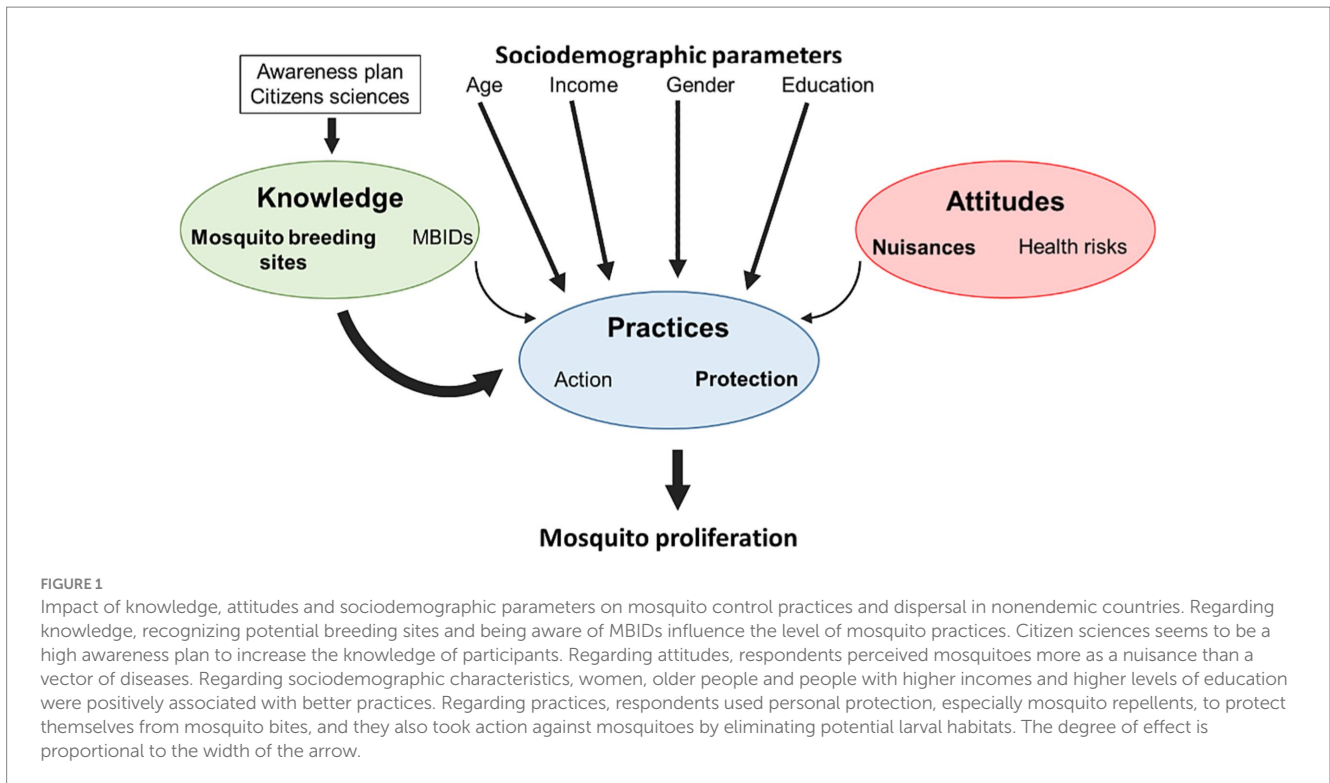 Sociodemographic parameters
Awareness plan
Citizens sciences
Age Income Gender Education
Knowledge
Mosquito breeding MBIDs
sites
Attitudes
Nuisances Health risks
Practices
Action Protection
Mosquito proliferation
FIGURE 1
Impact of knowledge, attitudes and sociodemographic parameters on mosquito control practices and dispersal in nonendemic countries. Regarding
knowledge, recognizing potential breeding sites and being aware of MBIDs influence the level of mosquito practices. Citizen sciences seems to be a
high awareness plan to increase the knowledge of participants. Regarding attitudes, respondents perceived mosquitoes more as a nuisance than a
vector of diseases. Regarding sociodemographic characteristics, women, older people and people with higher incomes and higher levels of education
were positively associated with better practices. Regarding practices, respondents used personal protection, especially mosquito repellents, to protect
themselves from mosquito bites, and they also took action against mosquitoes by eliminating potential larval habitats. The degree of effect is
proportional to the width of the arrow.